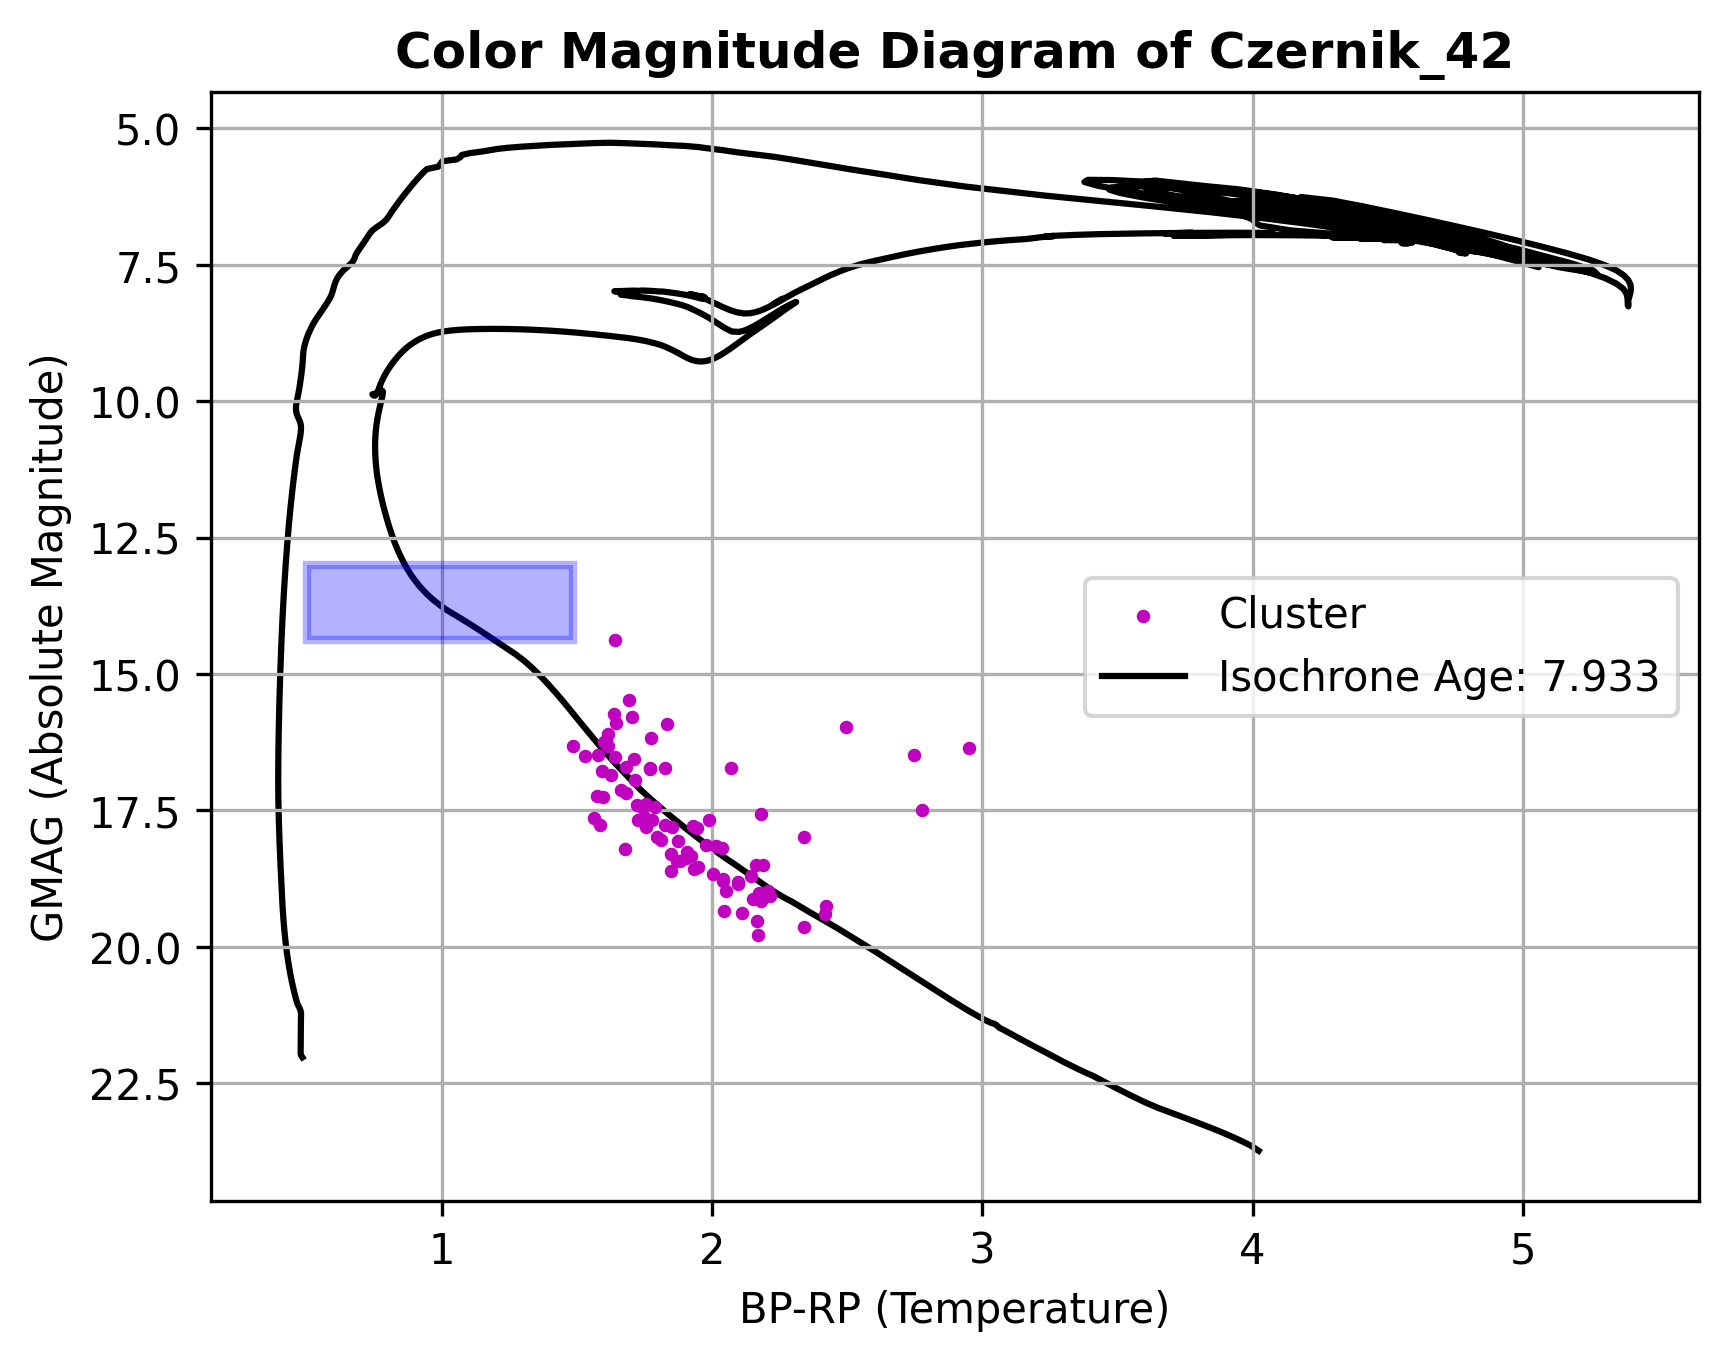 Color Magnitude Diagram of Czernik_42
5.0
7.5
10.0
12.5
15.0
17.5
20.0
22.5
GMAG (Absolute Magnitude)
Cluster
Isochrone Age: 7.933
1 2 3 4 5
BP-RP (Temperature)